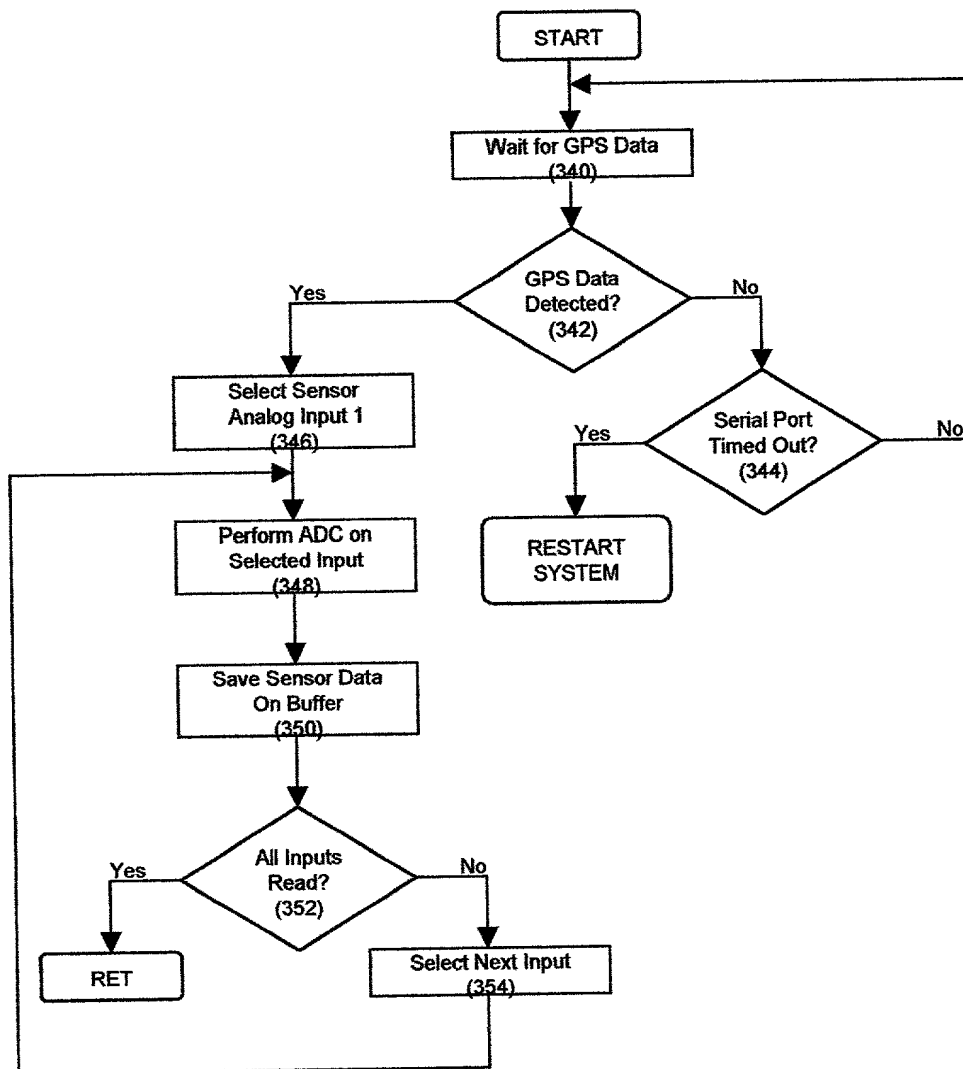 START
Wait for GPS Data
(340)
GPS Data
Detected?
(342)
Yes
No
Select Sensor
Analog Input 1
(346)
Serial Port
Timed Out?
(344)
Yes
No
Perform ADC on
Selected Input
(348)
RESTART
SYSTEM
Save Sensor Data
On Buffer
(350)
All Inputs
Read?
(352)
Yes
No
RET
Select Next Input
(354)